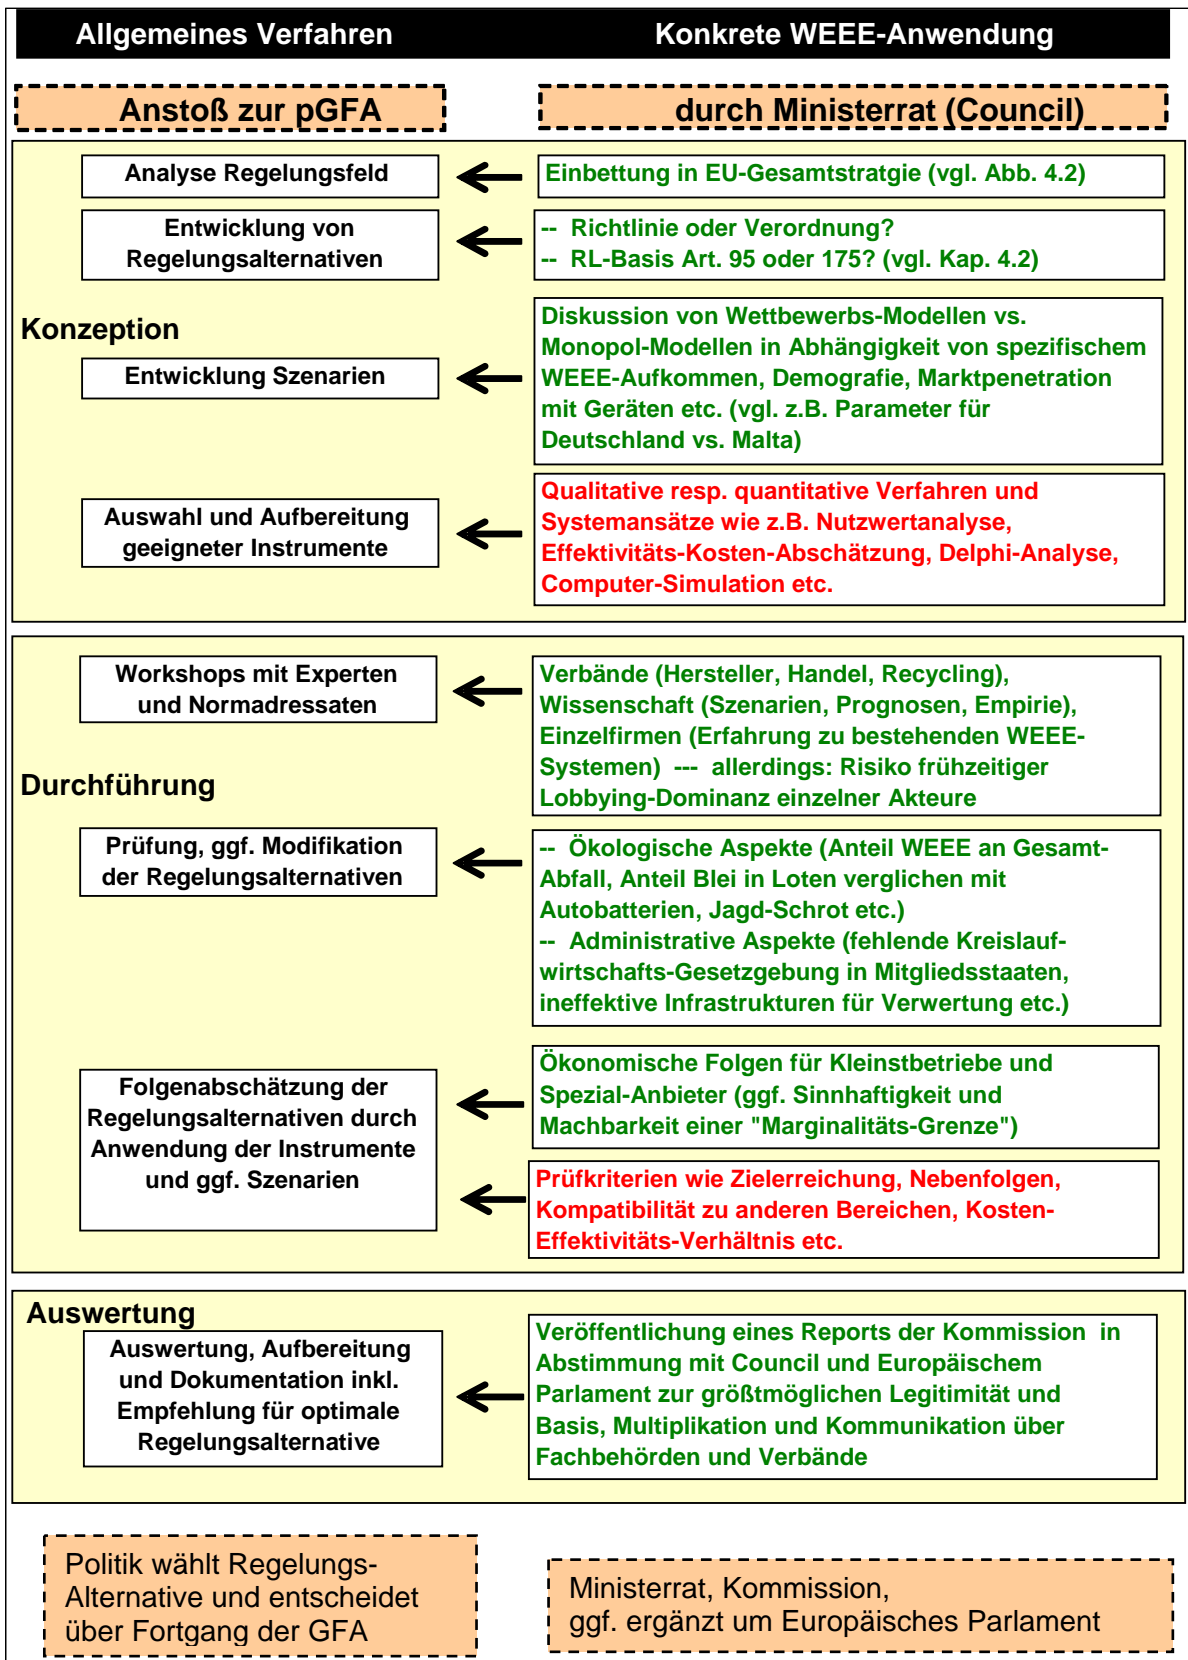 Allgemeines Verfahren
Konkrete WEEE-Anwendung
Anstoß zur pGFA
durch Ministerrat (Council)
Analyse Regelungsfeld
Einbettung in EU-Gesamtstratgie (vgl. Abb. 4.2)
Entwicklung von
Regelungsalternativen
-- Richtlinie oder Verordnung?
-- RL-Basis Art. 95 oder 175? (vgl. Kap. 4.2)
Konzeption
Entwicklung Szenarien
Diskussion von Wettbewerbs-Modellen vs.
Monopol-Modellen in Abhängigkeit von spezifischem
WEEE-Aufkommen, Demografie, Marktpenetration
mit Geräten etc. (vgl. z.B. Parameter für
Deutschland vs. Malta)
Auswahl und Aufbereitung
geeigneter Instrumente
Qualitative resp. quantitative Verfahren und
Systemansätze wie z.B. Nutzwertanalyse,
Effektivitäts-Kosten-Abschätzung, Delphi-Analyse,
Computer-Simulation etc.
Workshops mit Experten
und Normadressaten
Verbände (Hersteller, Handel, Recycling),
Wissenschaft (Szenarien, Prognosen, Empirie),
Einzelfirmen (Erfahrung zu bestehenden WEEE-
Systemen) --- allerdings: Risiko frühzeitiger
Lobbying-Dominanz einzelner Akteure
Durchführung
Prüfung, ggf. Modifikation
der Regelungsalternativen
-- Ökologische Aspekte (Anteil WEEE an Gesamt-
Abfall, Anteil Blei in Loten verglichen mit
Autobatterien, Jagd-Schrot etc.)
-- Administrative Aspekte (fehlende Kreislauf-
wirtschafts-Gesetzgebung in Mitgliedsstaaten,
ineffektive Infrastrukturen für Verwertung etc.)
Folgenabschätzung der
Regelungsalternativen durch
Anwendung der Instrumente
und ggf. Szenarien
Ökonomische Folgen für Kleinstbetriebe und
Spezial-Anbieter (ggf. Sinnhaftigkeit und
Machbarkeit einer "Marginalitäts-Grenze")
Prüfkriterien wie Zielerreichung, Nebenfolgen,
Kompatibilität zu anderen Bereichen, Kosten-
Effektivitäts-Verhältnis etc.
Auswertung
Auswertung, Aufbereitung
und Dokumentation inkl.
Empfehlung für optimale
Regelungsalternative
Veröffentlichung eines Reports der Kommission in
Abstimmung mit Council und Europäischem
Parlament zur größtmöglichen Legitimität und
Basis, Multiplikation und Kommunikation über
Fachbehörden und Verbände
Politik wählt Regelungs-
Alternative und entscheidet
über Fortgang der GFA
Ministerrat, Kommission,
ggf. ergänzt um Europäisches Parlament